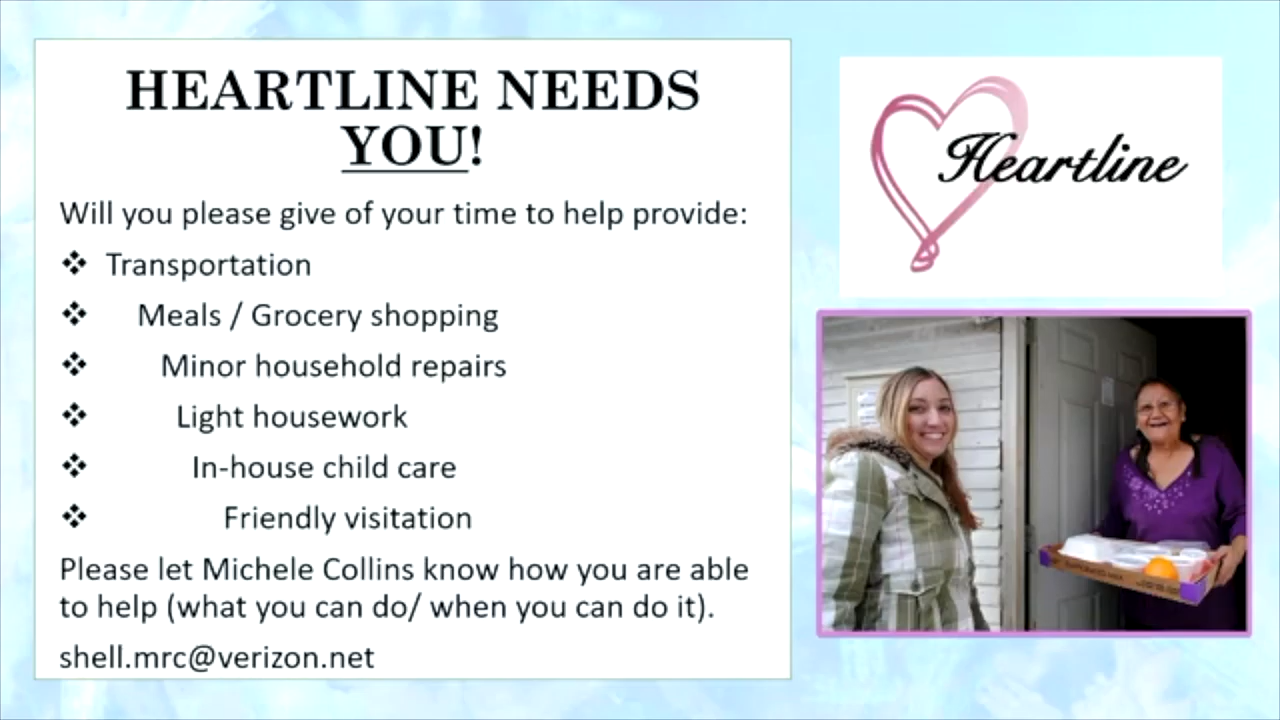 HEARTLINE NEEDS
YOU!
Will you please give of your time to help provide:
❖ Transportation
❖ Meals / Grocery shopping
❖ Minor household repairs
❖ Light housework
❖ In-house child care
❖ Friendly visitation
Please let Michele Collins know how you are able
to help (what you can do/ when you can do it).
shell.mrc@verizon.net
Heartline